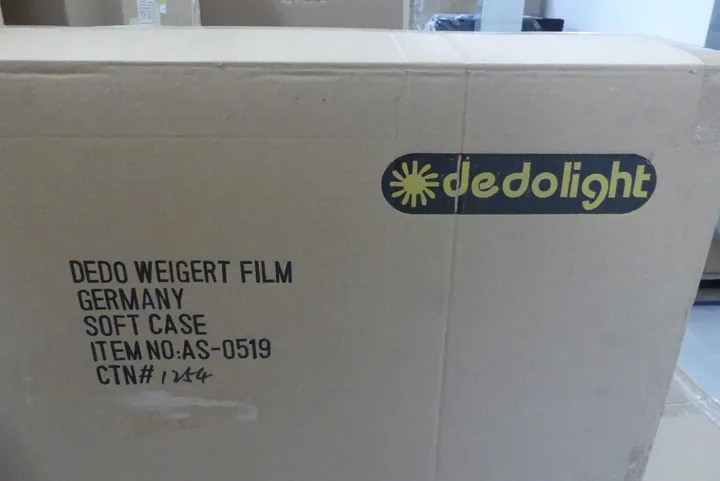 dedolight
DEDO WEIGERT FILM
GERMANY
SOFT CASE
ITEM NO:AS-0519
CTN# 1254